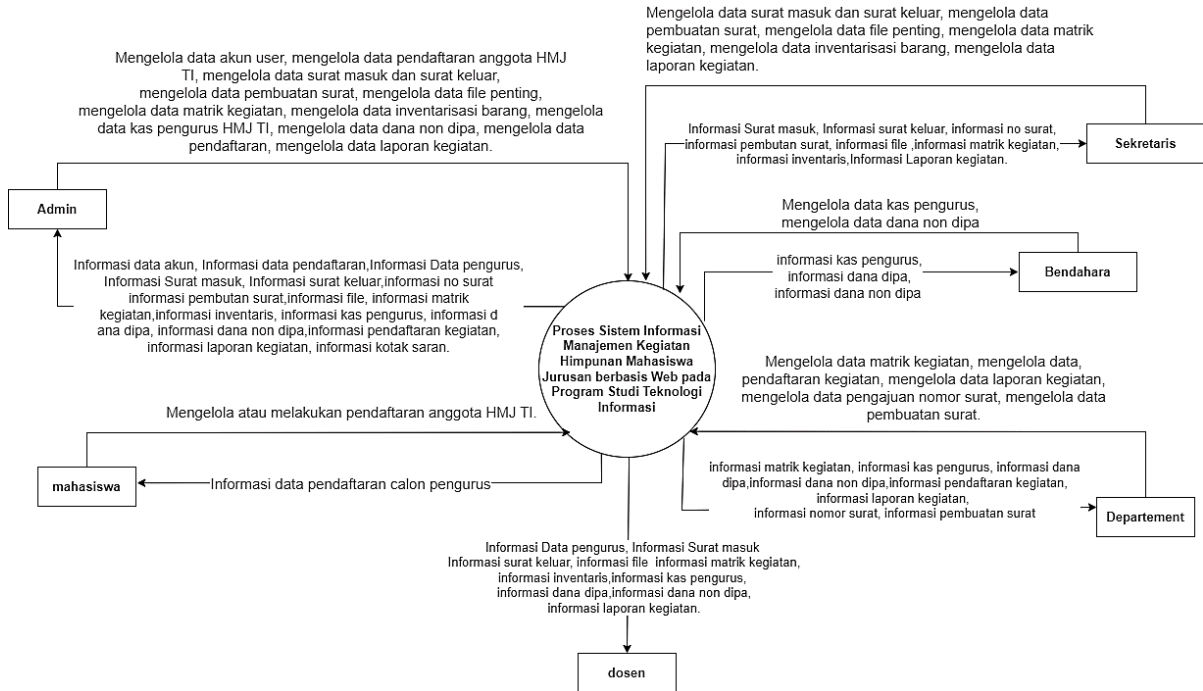 Mengelola data surat masuk dan surat keluar, mengelola data
pembuatan surat, mengelola data file penting, mengelola data matrik
kegiatan, mengelola data inventarisasi barang, mengelola data
laporan kegiatan.
Mengelola data akun user, mengelola data pendaftaran anggota HMJ
TI, mengelola data surat masuk dan surat keluar,
mengelola data pembuatan surat, mengelola data file penting,
mengelola data matrik kegiatan, mengelola data inventarisasi barang, mengelola
data kas pengurus HMJ TI, mengelola data dana non dipa, mengelola data
pendaftaran, mengelola data laporan kegiatan.
Informasi Surat masuk, Informasi surat keluar, informasi no surat,
informasi pembutan surat, informasi file ,informasi matrik kegiatan,
informasi inventaris,Informasi Laporan kegiatan.
Sekretaris
Admin
Mengelola data kas pengurus,
mengelola data dana non dipa
informasi kas pengurus,
informasi dana dipa,
informasi dana non dipa
Bendahara
Informasi data akun, Informasi data pendaftaran,Informasi Data pengurus,
Informasi Surat masuk, Informasi surat keluar,informasi no surat
informasi pembutan surat,informasi file, informasi matrik
kegiatan,informasi inventaris, informasi kas pengurus, informasi d
ana dipa, informasi dana non dipa,informasi pendaftaran kegiatan,
informasi laporan kegiatan, informasi kotak saran.
Proses Sistem Informasi
Manajemen Kegiatan
Himpunan Mahasiswa
Jurusan berbasis Web pada
Program Studi Teknologi
Informasi
Mengelola data matrik kegiatan, mengelola data,
pendaftaran kegiatan, mengelola data laporan kegiatan,
mengelola data pengajuan nomor surat, mengelola data
pembuatan surat.
Mengelola atau melakukan pendaftaran anggota HMJ TI.
mahasiswa
Informasi data pendaftaran calon pengurus
informasi matrik kegiatan, informasi kas pengurus, informasi dana
dipa,informasi dana non dipa,informasi pendaftaran kegiatan,
informasi laporan kegiatan,
informasi nomor surat, informasi pembuatan surat
Departement
Informasi Data pengurus, Informasi Surat masuk
Informasi surat keluar, informasi file informasi matrik kegiatan,
informasi inventaris,informasi kas pengurus,
informasi dana dipa,informasi dana non dipa,
informasi laporan kegiatan.
dosen